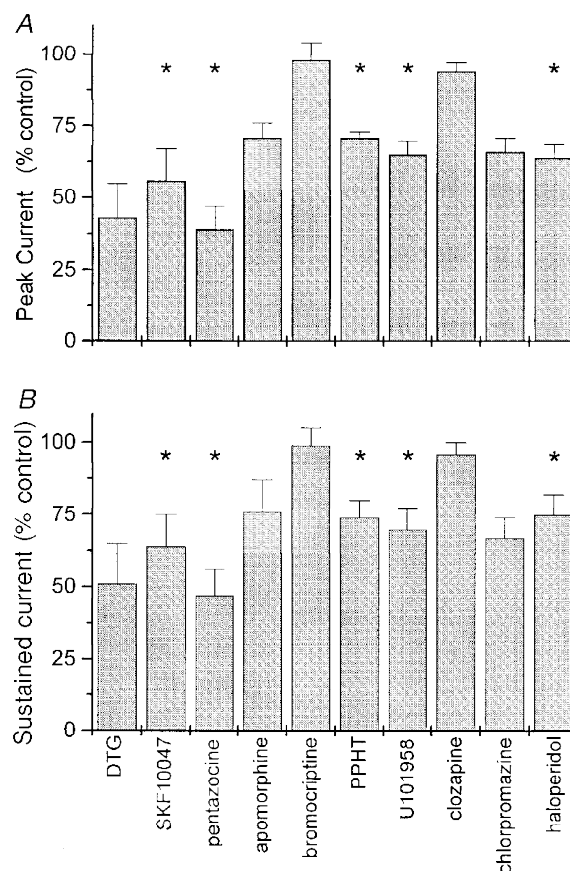 A
Peak Current (% control)
100
75
50
25
0
* * * * *
B
Sustained current (% control)
100
75
50
25
0
* * * * *
DTG
SKF10047
pentazocine
apomorphine
bromocriptine
PPHT
U101958
clozapine
chlorpromazine
haloperidol